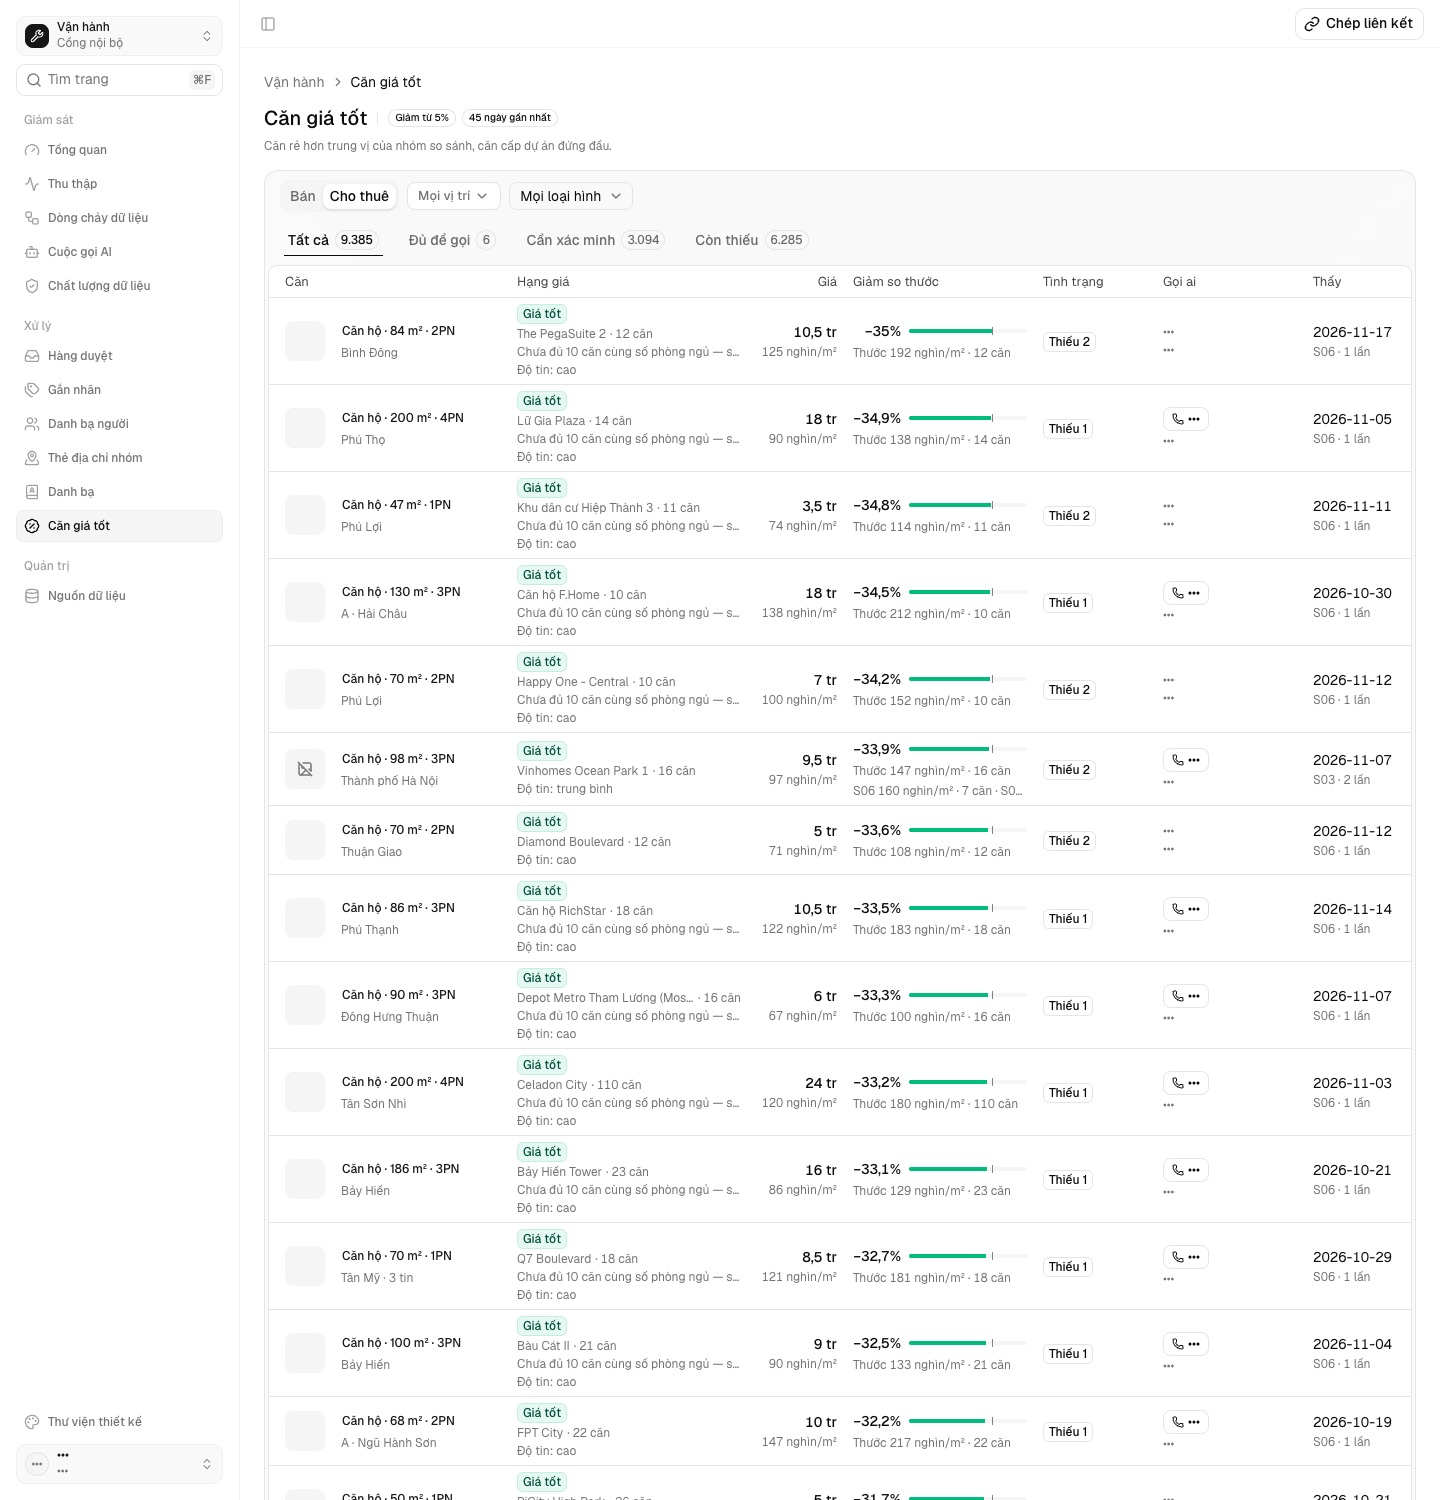 Vận hành
Cổng nội bộ
Tìm trang
⌘F
Giám sát
Tổng quan
Thu thập
Dòng chảy dữ liệu
Cuộc gọi AI
Chất lượng dữ liệu
Xử lý
Hàng duyệt
Gắn nhãn
Danh bạ người
Thẻ địa chỉ nhóm
Danh bạ
Căn giá tốt
Quản trị
Nguồn dữ liệu
Thư viện thiết kế
•••
•••
•••
Chép liên kết
Vận hành > Căn giá tốt
Căn giá tốt
Giảm từ 5%
45 ngày gần nhất
Căn rẻ hơn trung vị của nhóm so sánh, căn cấp dự án đứng đầu.
Bán
Cho thuê
Mọi vị trí
Mọi loại hình
Tất cả 9.385
Đủ để gọi 6
Cần xác minh 3.094
Còn thiếu 6.285
Căn
Hạng giá
Giá
Giảm so thước
Tình trạng
Gọi ai
Thấy
Căn hộ · 84 m² · 2PN
Bình Đông
Giá tốt
The PegaSuite 2 · 12 căn
Chưa đủ 10 căn cùng số phòng ngủ — s…
Độ tin: cao
10,5 tr
125 nghìn/m²
−35%
Thước 192 nghìn/m² · 12 căn
Thiếu 2
•••
•••
2026-11-17
S06 · 1 lần
Căn hộ · 200 m² · 4PN
Phú Thọ
Giá tốt
Lữ Gia Plaza · 14 căn
Chưa đủ 10 căn cùng số phòng ngủ — s…
Độ tin: cao
18 tr
90 nghìn/m²
−34,9%
Thước 138 nghìn/m² · 14 căn
Thiếu 1
•••
•••
2026-11-05
S06 · 1 lần
Căn hộ · 47 m² · 1PN
Phú Lợi
Giá tốt
Khu dân cư Hiệp Thành 3 · 11 căn
Chưa đủ 10 căn cùng số phòng ngủ — s…
Độ tin: cao
3,5 tr
74 nghìn/m²
−34,8%
Thước 114 nghìn/m² · 11 căn
Thiếu 2
•••
•••
2026-11-11
S06 · 1 lần
Căn hộ · 130 m² · 3PN
A · Hải Châu
Giá tốt
Căn hộ F.Home · 10 căn
Chưa đủ 10 căn cùng số phòng ngủ — s…
Độ tin: cao
18 tr
138 nghìn/m²
−34,5%
Thước 212 nghìn/m² · 10 căn
Thiếu 1
•••
•••
2026-10-30
S06 · 1 lần
Căn hộ · 70 m² · 2PN
Phú Lợi
Giá tốt
Happy One - Central · 10 căn
Chưa đủ 10 căn cùng số phòng ngủ — s…
Độ tin: cao
7 tr
100 nghìn/m²
−34,2%
Thước 152 nghìn/m² · 10 căn
Thiếu 2
•••
•••
2026-11-12
S06 · 1 lần
Căn hộ · 98 m² · 3PN
Thành phố Hà Nội
Giá tốt
Vinhomes Ocean Park 1 · 16 căn
Độ tin: trung bình
9,5 tr
97 nghìn/m²
−33,9%
Thước 147 nghìn/m² · 16 căn
S06 160 nghìn/m² · 7 căn · S0…
Thiếu 2
•••
•••
2026-11-07
S03 · 2 lần
Căn hộ · 70 m² · 2PN
Thuận Giao
Giá tốt
Diamond Boulevard · 12 căn
Độ tin: cao
5 tr
71 nghìn/m²
−33,6%
Thước 108 nghìn/m² · 12 căn
Thiếu 2
•••
•••
2026-11-12
S06 · 1 lần
Căn hộ · 86 m² · 3PN
Phú Thạnh
Giá tốt
Căn hộ RichStar · 18 căn
Chưa đủ 10 căn cùng số phòng ngủ — s…
Độ tin: cao
10,5 tr
122 nghìn/m²
−33,5%
Thước 183 nghìn/m² · 18 căn
Thiếu 1
•••
•••
2026-11-14
S06 · 1 lần
Căn hộ · 90 m² · 3PN
Đông Hưng Thuận
Giá tốt
Depot Metro Tham Lương (Mos… · 16 căn
Chưa đủ 10 căn cùng số phòng ngủ — s…
Độ tin: cao
6 tr
67 nghìn/m²
−33,3%
Thước 100 nghìn/m² · 16 căn
Thiếu 1
•••
•••
2026-11-07
S06 · 1 lần
Căn hộ · 200 m² · 4PN
Tân Sơn Nhì
Giá tốt
Celadon City · 110 căn
Chưa đủ 10 căn cùng số phòng ngủ — s…
Độ tin: cao
24 tr
120 nghìn/m²
−33,2%
Thước 180 nghìn/m² · 110 căn
Thiếu 1
•••
•••
2026-11-03
S06 · 1 lần
Căn hộ · 186 m² · 3PN
Bảy Hiền
Giá tốt
Bảy Hiền Tower · 23 căn
Chưa đủ 10 căn cùng số phòng ngủ — s…
Độ tin: cao
16 tr
86 nghìn/m²
−33,1%
Thước 129 nghìn/m² · 23 căn
Thiếu 1
•••
•••
2026-10-21
S06 · 1 lần
Căn hộ · 70 m² · 1PN
Tân Mỹ · 3 tin
Giá tốt
Q7 Boulevard · 18 căn
Chưa đủ 10 căn cùng số phòng ngủ — s…
Độ tin: cao
8,5 tr
121 nghìn/m²
−32,7%
Thước 181 nghìn/m² · 18 căn
Thiếu 1
•••
•••
2026-10-29
S06 · 1 lần
Căn hộ · 100 m² · 3PN
Bảy Hiền
Giá tốt
Bàu Cát II · 21 căn
Chưa đủ 10 căn cùng số phòng ngủ — s…
Độ tin: cao
9 tr
90 nghìn/m²
−32,5%
Thước 133 nghìn/m² · 21 căn
Thiếu 1
•••
•••
2026-11-04
S06 · 1 lần
Căn hộ · 68 m² · 2PN
A · Ngũ Hành Sơn
Giá tốt
FPT City · 22 căn
Độ tin: cao
10 tr
147 nghìn/m²
−32,2%
Thước 217 nghìn/m² · 22 căn
Thiếu 1
•••
•••
2026-10-19
S06 · 1 lần
Căn hộ · 50 m² · 1PN
Giá tốt
5 tr
−31,7%
2026-10-21